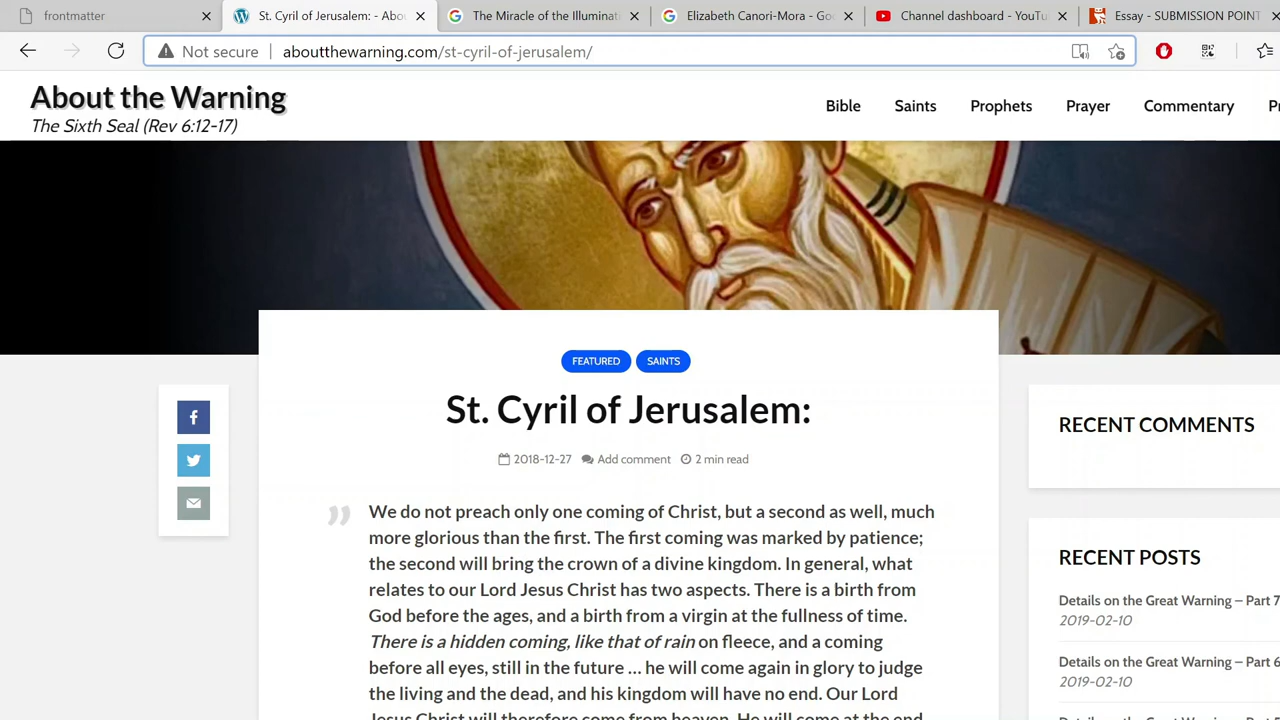 frontmatter
St. Cyril of Jerusalem: - Abou
The Miracle of the Illuminati
Elizabeth Canori-Mora - Goo
Channel dashboard - YouTu
Essay - SUBMISSION POINT
Not secure
aboutthewarning.com/st-cyril-of-jerusalem/
About the Warning
The Sixth Seal (Rev 6:12-17)
Bible
Saints
Prophets
Prayer
Commentary
FEATURED
SAINTS
St. Cyril of Jerusalem:
2018-12-27 Add comment 2 min read
We do not preach only one coming of Christ, but a second as well, much
more glorious than the first. The first coming was marked by patience;
the second will bring the crown of a divine kingdom. In general, what
relates to our Lord Jesus Christ has two aspects. There is a birth from
God before the ages, and a birth from a virgin at the fullness of time.
There is a hidden coming, like that of rain on fleece, and a coming
before all eyes, still in the future … he will come again in glory to judge
the living and the dead, and his kingdom will have no end. Our Lord
Jesus Christ will therefore come from heaven. He will come at the end
RECENT COMMENTS
RECENT POSTS
Details on the Great Warning – Part 7
2019-02-10
Details on the Great Warning – Part 6
2019-02-10